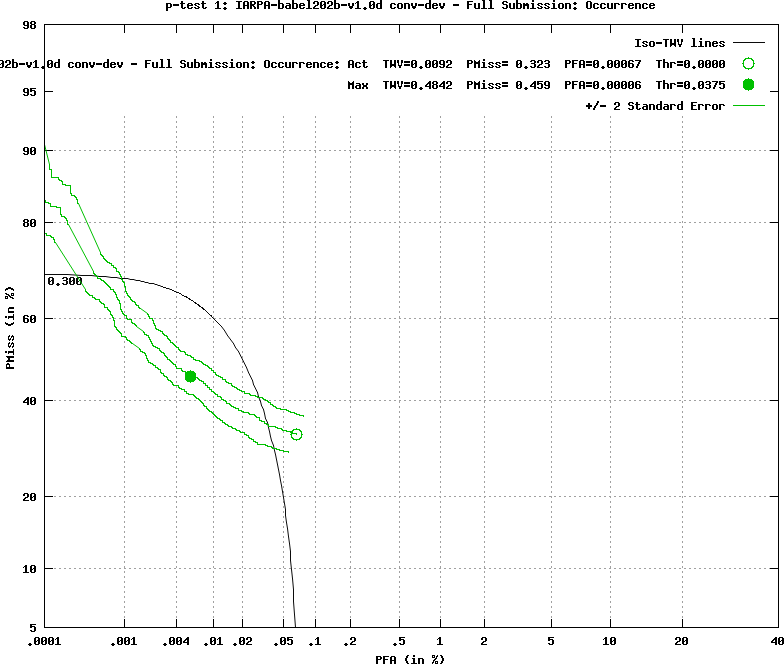 p-test 1: IARPA-babel202b-v1.0d conv-dev - Full Submission: Occurrence
98
Iso-TWV lines
02b-v1.0d conv-dev - Full Submission: Occurrence: Act TWV=0.0092 PMiss= 0.323 PFA=0.00067 Thr=0.0000
95
Max TWV=0.4842 PMiss= 0.459 PFA=0.00006 Thr=0.0375
+/- 2 Standard Error
90
80
0.300
60
PMiss (in %)
40
20
10
5
.0001 .001 .004 .01 .02 .05 .1 .2 .5 1 2 5 10 20 40
PFA (in %)